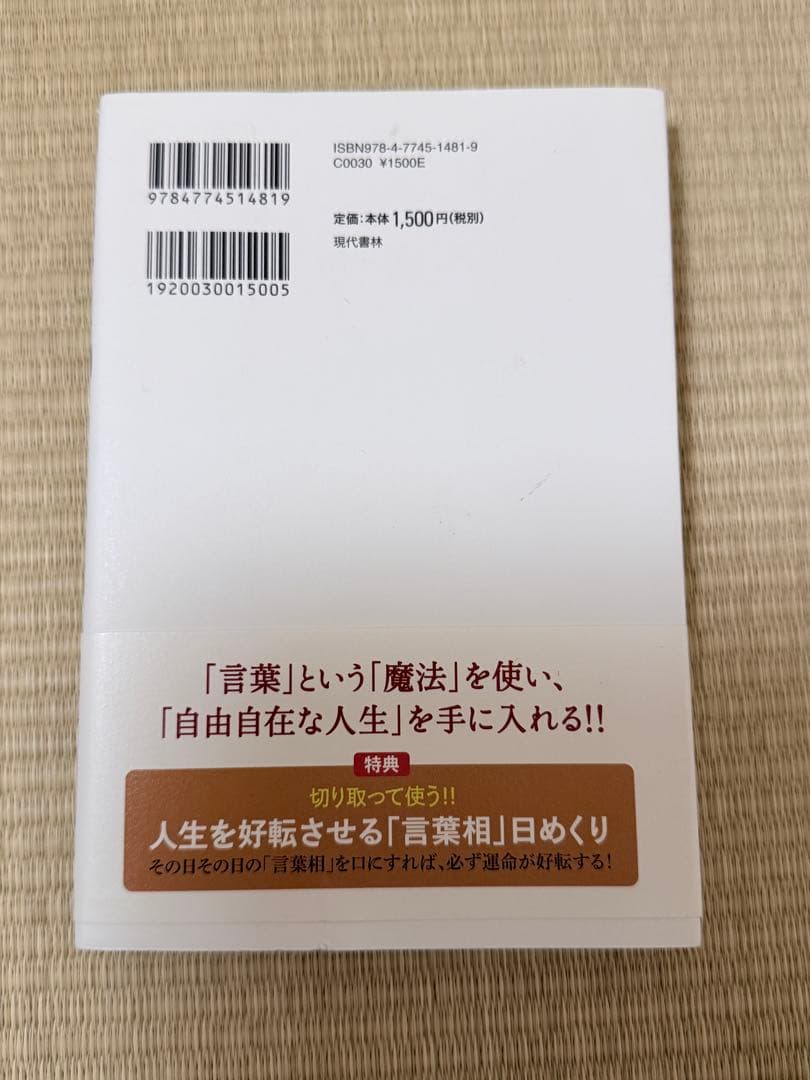 ISBN978-4-7745-1481-9
C0030 ¥1500E
9784774514819
定価:本体1,500円(税別)
現代書林
1920030015005
「言葉」という「魔法」を使い、
「自由自在な人生」を手に入れる!!
特典
切り取って使う!!
人生を好転させる「言葉相」日めくり
その日その日の「言葉相」を口にすれば、必ず運命が好転する!